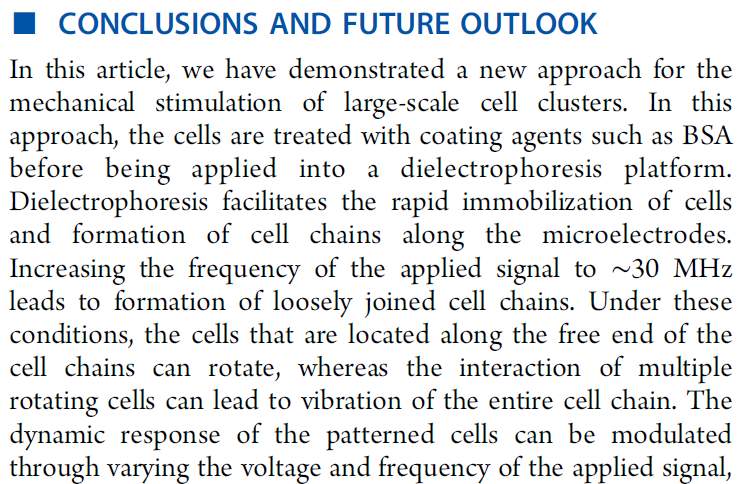 ■ CONCLUSIONS AND FUTURE OUTLOOK
In this article, we have demonstrated a new approach for the
mechanical stimulation of large-scale cell clusters. In this
approach, the cells are treated with coating agents such as BSA
before being applied into a dielectrophoresis platform.
Dielectrophoresis facilitates the rapid immobilization of cells
and formation of cell chains along the microelectrodes.
Increasing the frequency of the applied signal to ∼30 MHz
leads to formation of loosely joined cell chains. Under these
conditions, the cells that are located along the free end of the
cell chains can rotate, whereas the interaction of multiple
rotating cells can lead to vibration of the entire cell chain. The
dynamic response of the patterned cells can be modulated
through varying the voltage and frequency of the applied signal,